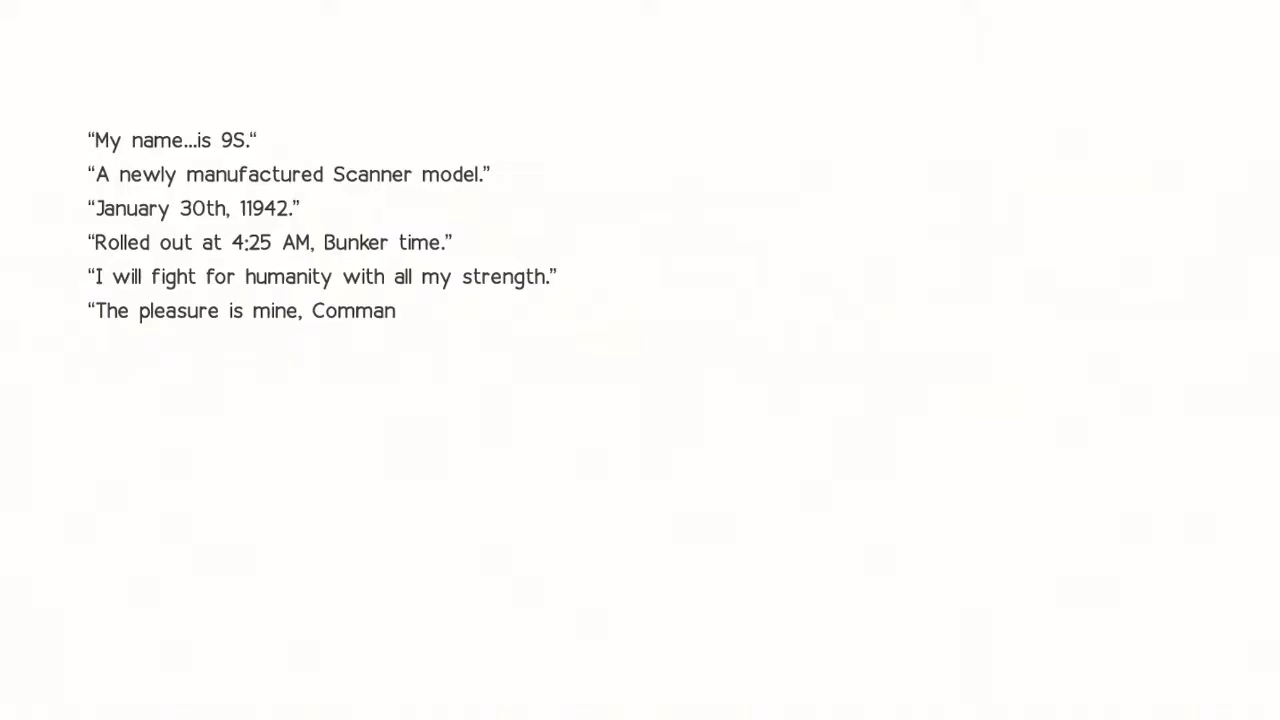 “My name...is 9S.“
“A newly manufactured Scanner model.”
“January 30th, 11942.”
“Rolled out at 4:25 AM, Bunker time.”
“I will fight for humanity with all my strength.”
“The pleasure is mine, Comman